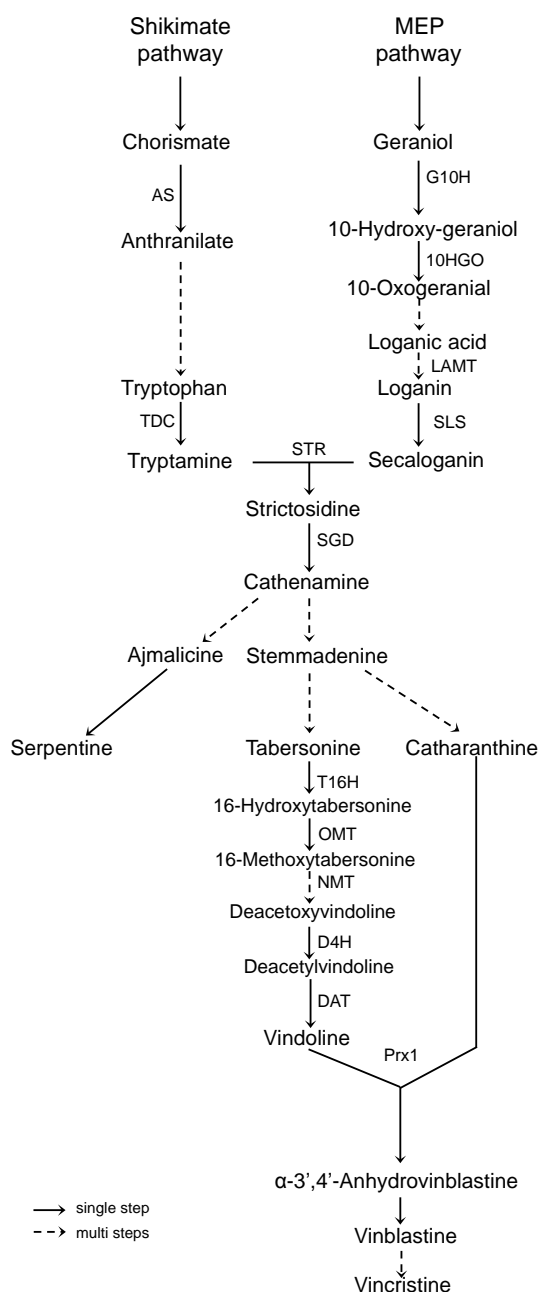 Shikimate
pathway
MEP
pathway
Chorismate
Geraniol
AS
G10H
Anthranilate
10-Hydroxy-geraniol
10HGO
10-Oxogeranial
Loganic acid
LAMT
Tryptophan
Loganin
TDC
SLS
STR
Tryptamine
Secaloganin
Strictosidine
SGD
Cathenamine
Ajmalicine
Stemmadenine
Serpentine
Tabersonine
Catharanthine
T16H
16-Hydroxytabersonine
OMT
16-Methoxytabersonine
NMT
Deacetoxyvindoline
D4H
Deacetylvindoline
DAT
Vindoline
Prx1
α-3’,4’-Anhydrovinblastine
single step
Vinblastine
multi steps
Vincristine